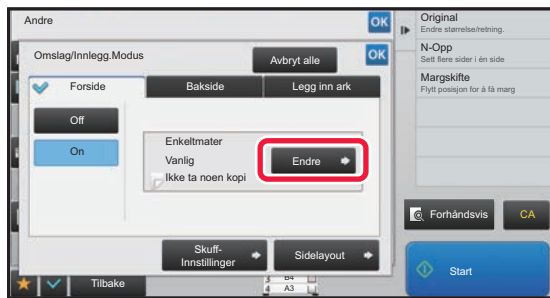 Andre
OK
Omslag/Innlegg.Modus
Avbryt alle
OK
Forside
Bakside
Legg inn ark
Off
On
Enkeltmater
Vanlig
Ikke ta noen kopi
Endre
Skuff-
Innstillinger
Sidelayout
Tilbake
3 B4
4 A3
Original
Endre størrelse/retning.
N-Opp
Sett flere sider i én side
Margskifte
Flytt posisjon for å få marg
Forhåndsvis
CA
Start